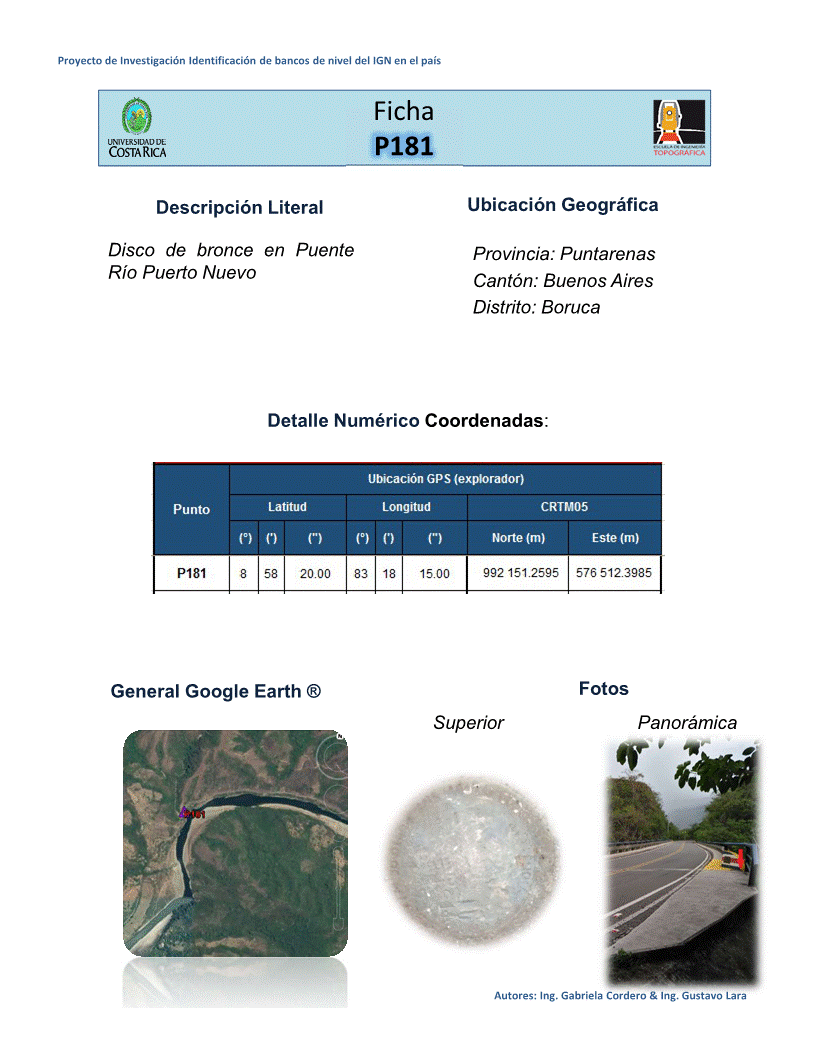 Proyecto de Investigación Identificación de bancos de nivel del IGN en el país
UNIVERSIDAD DE
COSTA RICA
Ficha
P181
ESCUELA DE INGENIERÍA
TOPOGRÁFICA
Descripción Literal
Disco de bronce en Puente
Río Puerto Nuevo
Ubicación Geográfica
Provincia: Puntarenas
Cantón: Buenos Aires
Distrito: Boruca
Detalle Numérico Coordenadas:
Punto Ubicación GPS (explorador)
Latitud Longitud CRTM05
(°) (') (") (°) (') (") Norte (m) Este (m)
P181 8 58 20.00 83 18 15.00 992 151.2595 576 512.3985
General Google Earth ®
P181
Fotos
Superior Panorámica
Autores: Ing. Gabriela Cordero & Ing. Gustavo Lara